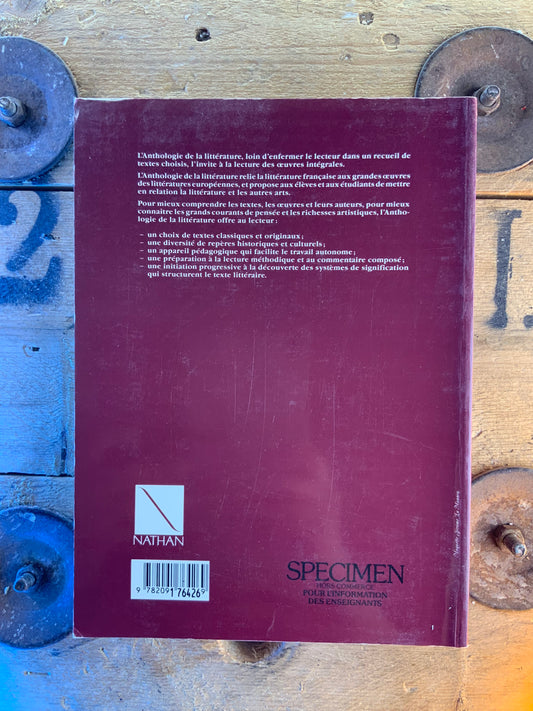 L'Anthologie de la littérature, loin d'enfermer le lecteur dans un recueil de
textes choisis, l'invite à la lecture des œuvres intégrales.
L'Anthologie de la littérature relie la littérature française aux grandes œuvres
des littératures européennes, et propose aux élèves et aux étudiants de mettre
en relation la littérature et les autres arts.
Pour mieux comprendre les textes, les œuvres et leurs auteurs, pour mieux
connaître les grands courants de pensée et les richesses artistiques, l'Antho-
logie de la littérature offre au lecteur :
– un choix de textes classiques et originaux ;
– une diversité de repères historiques et culturels ;
– un appareil pédagogique qui facilite le travail autonome ;
– une préparation à la lecture méthodique et au commentaire composé ;
– une initiation progressive à la découverte des systèmes de signification
qui structurent le texte littéraire.
2
1.
NATHAN
9 782091 764269
SPECIMEN
HORS COMMERCE
POUR L'INFORMATION
DES ENSEIGNANTS